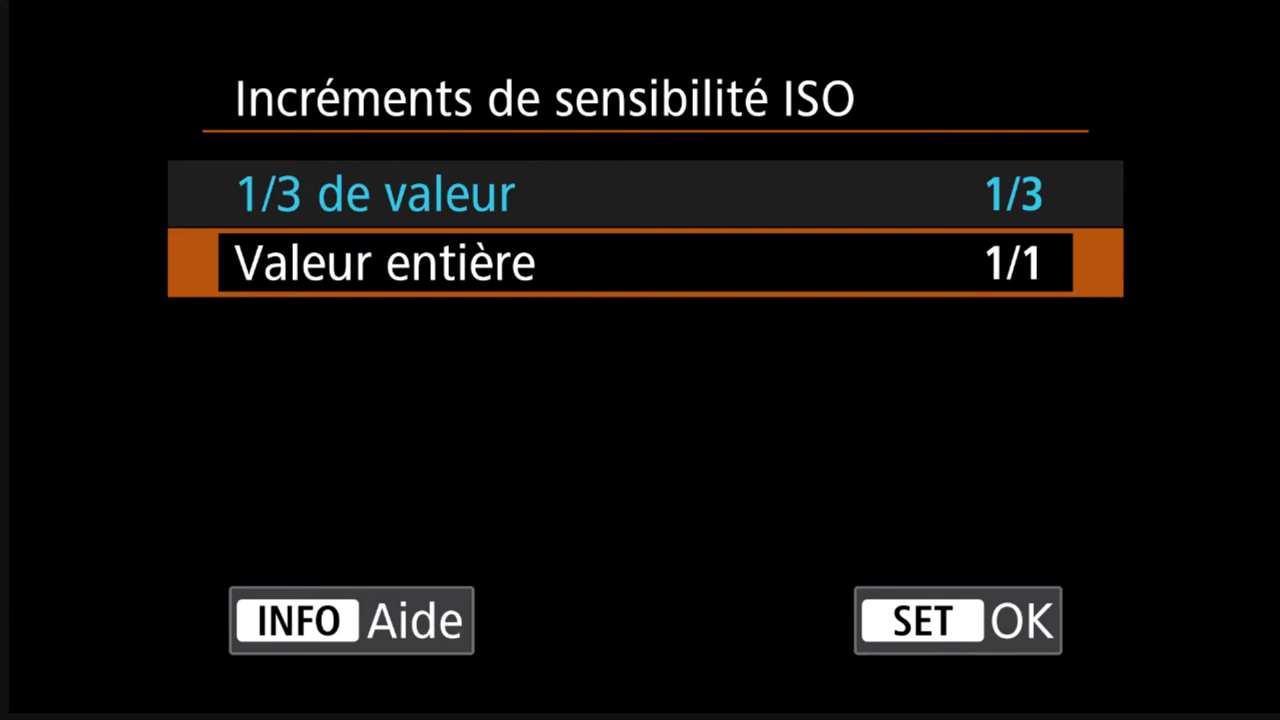 Incréments de sensibilité ISO
1/3 de valeur 1/3
Valeur entière 1/1
INFO Aide SET OK